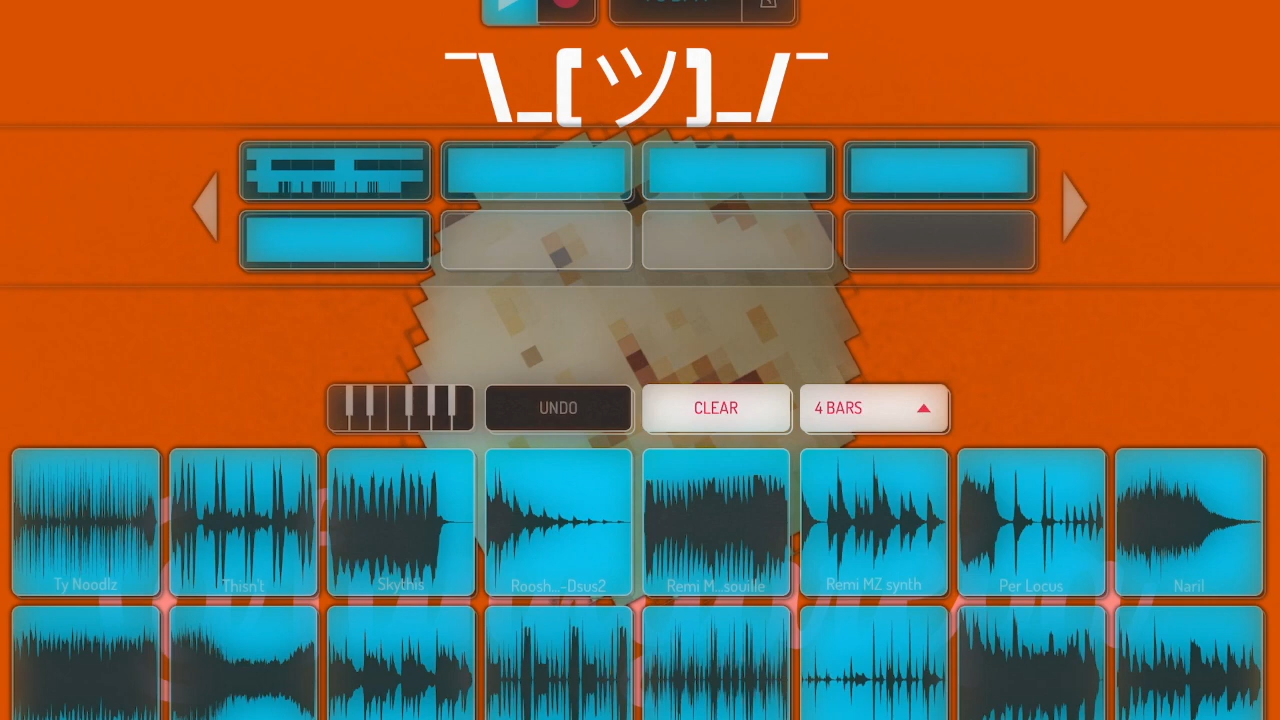 ¯\_[ツ]_/¯
UNDO
CLEAR
4 BARS
Ty Noodlz
Thisn't
Skythis
Roosh...-Dsus2
Remi M...souille
Remi MZ synth
Per Locus
Naril